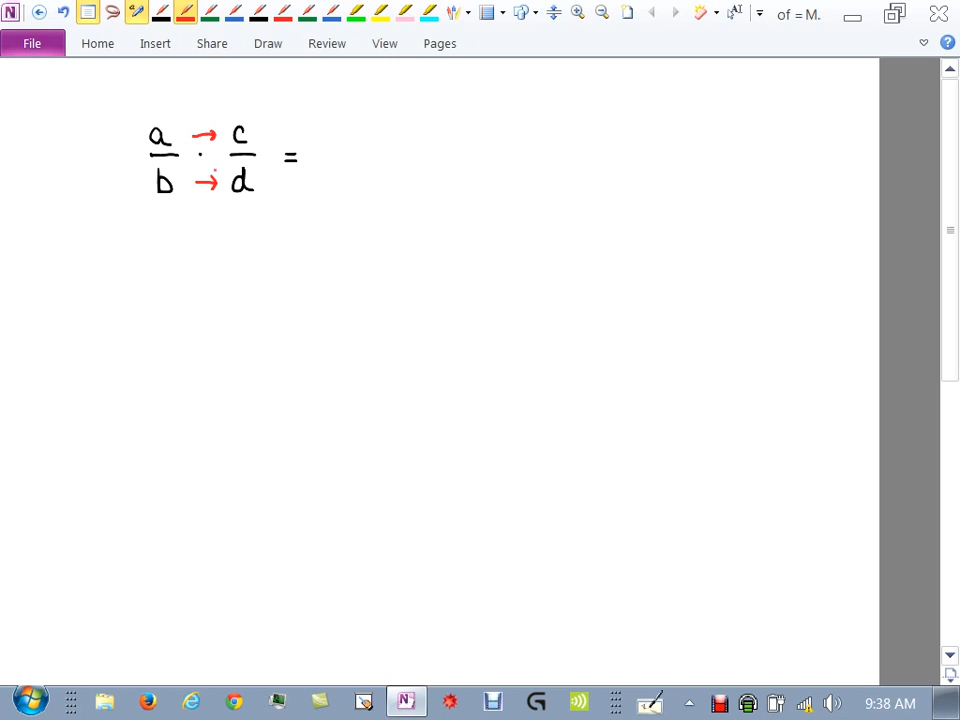 of = M.
File Home Insert Share Draw Review View Pages
a → c
— · — =
b → d
9:38 AM